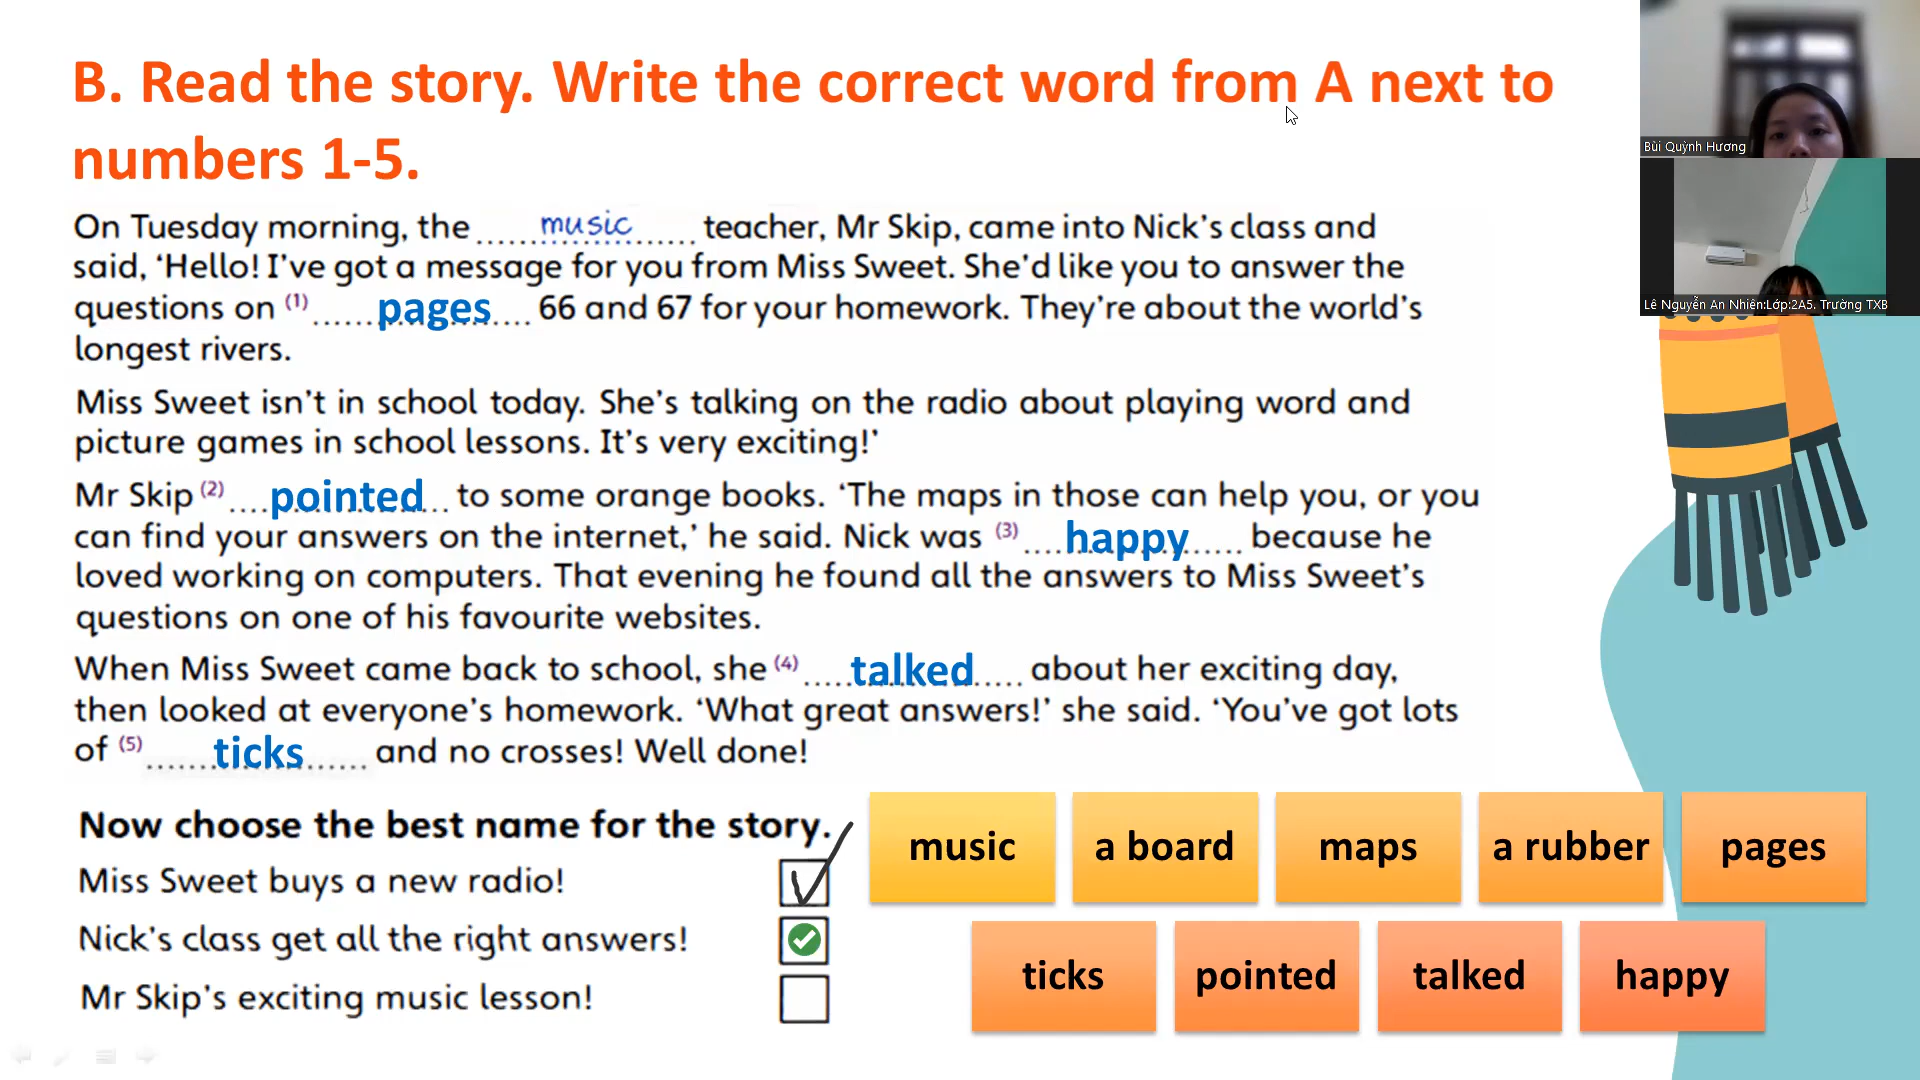 B. Read the story. Write the correct word from A next to
numbers 1-5.
On Tuesday morning, the music teacher, Mr Skip, came into Nick's class and
said, 'Hello! I've got a message for you from Miss Sweet. She'd like you to answer the
questions on (1) pages 66 and 67 for your homework. They're about the world's
longest rivers.
Miss Sweet isn't in school today. She's talking on the radio about playing word and
picture games in school lessons. It's very exciting!'
Mr Skip (2) pointed to some orange books. 'The maps in those can help you, or you
can find your answers on the internet,' he said. Nick was (3) happy because he
loved working on computers. That evening he found all the answers to Miss Sweet's
questions on one of his favourite websites.
When Miss Sweet came back to school, she (4) talked about her exciting day,
then looked at everyone's homework. 'What great answers!' she said. 'You've got lots
of (5) ticks and no crosses! Well done!
Now choose the best name for the story.
Miss Sweet buys a new radio!
Nick's class get all the right answers!
Mr Skip's exciting music lesson!
music a board maps a rubber pages
ticks pointed talked happy
Bùi Quỳnh Hương
Lê Nguyễn An Nhiên:Lớp:2A5. Trường TXB